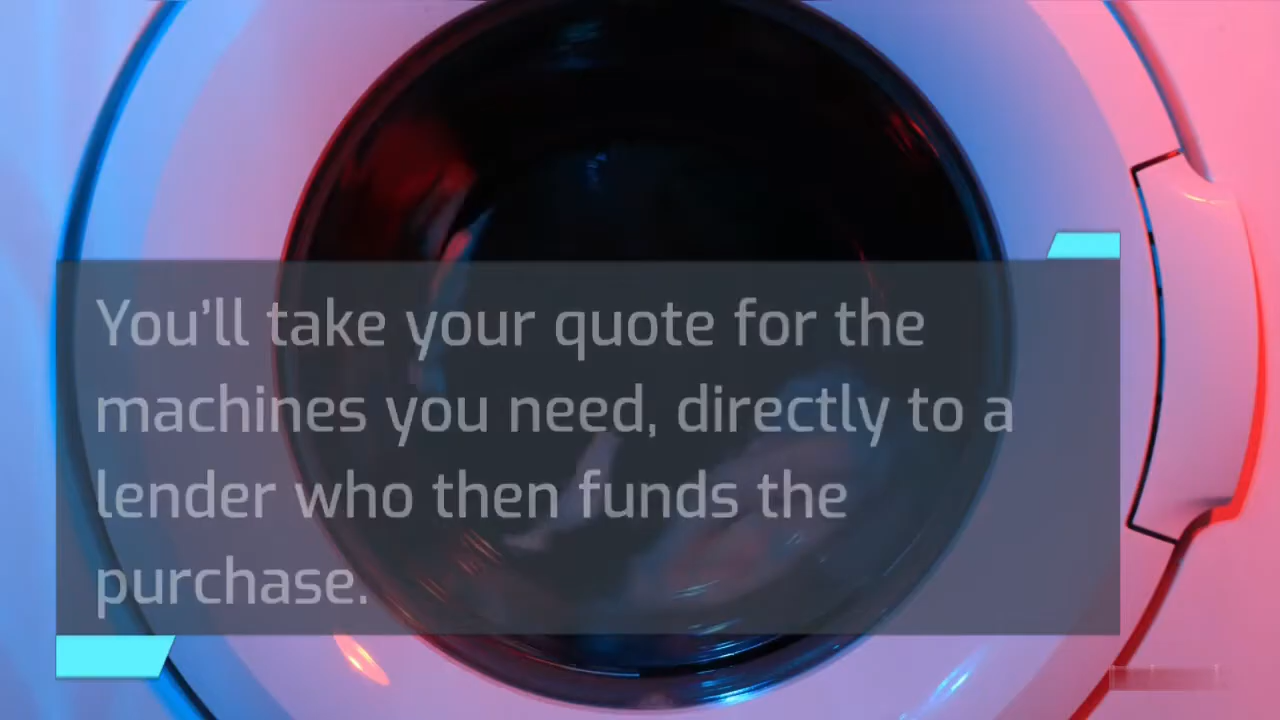 You’ll take your quote for the
machines you need, directly to a
lender who then funds the
purchase.